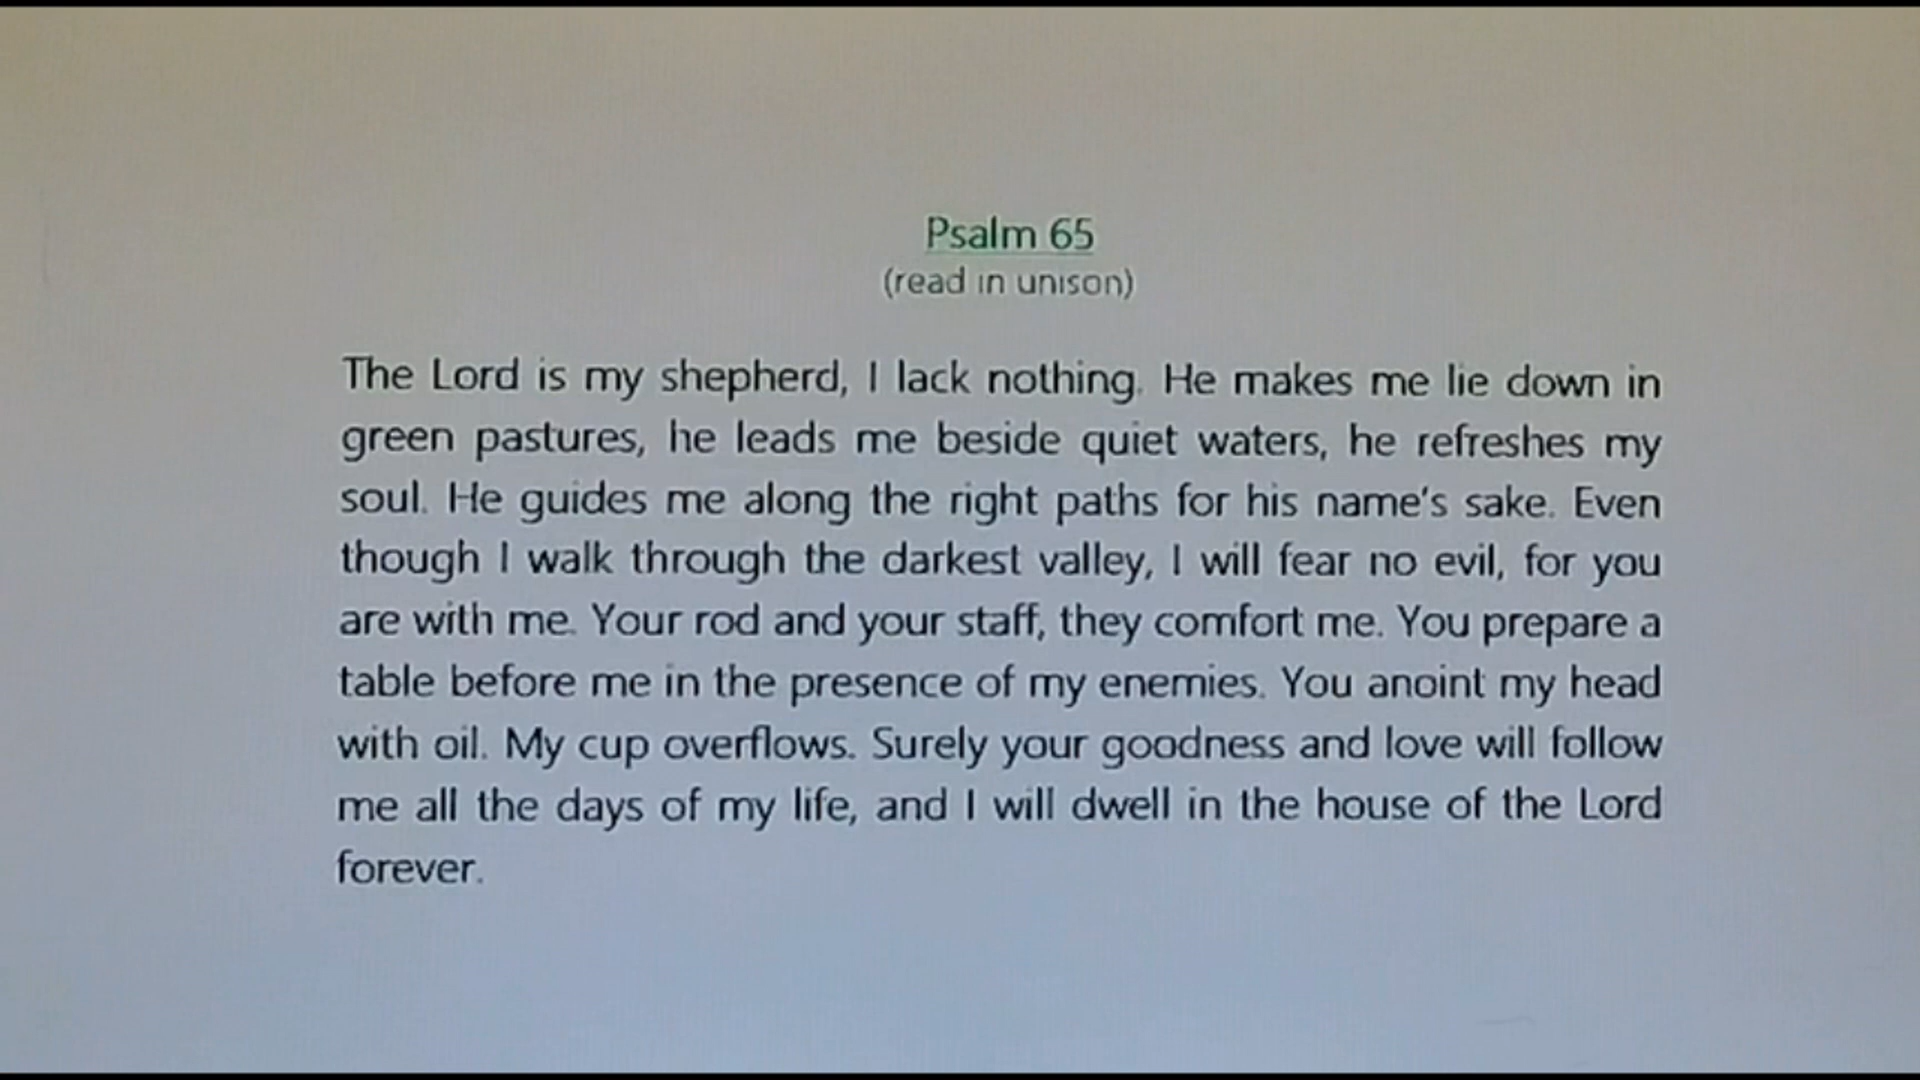 Psalm 65
(read in unison)
The Lord is my shepherd, I lack nothing. He makes me lie down in
green pastures, he leads me beside quiet waters, he refreshes my
soul. He guides me along the right paths for his name's sake. Even
though I walk through the darkest valley, I will fear no evil, for you
are with me. Your rod and your staff, they comfort me. You prepare a
table before me in the presence of my enemies. You anoint my head
with oil. My cup overflows. Surely your goodness and love will follow
me all the days of my life, and I will dwell in the house of the Lord
forever.